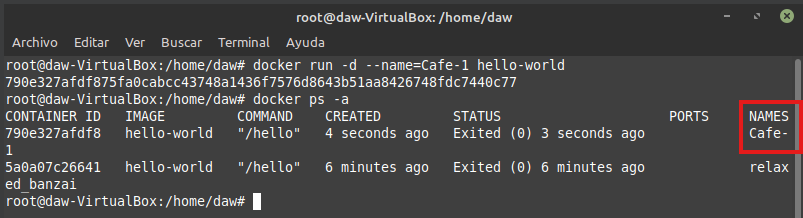 root@daw-VirtualBox: /home/daw
Archivo Editar Ver Buscar Terminal Ayuda
root@daw-VirtualBox:/home/daw# docker run -d --name=Cafe-1 hello-world
790e327afdf875fa0cabcc43748a1436f7576d8643b51aa8426748fdc7440c77
root@daw-VirtualBox:/home/daw# docker ps -a
CONTAINER ID IMAGE COMMAND CREATED STATUS PORTS NAMES
790e327afdf8 hello-world "/hello" 4 seconds ago Exited (0) 3 seconds ago Cafe-
1
5a0a07c26641 hello-world "/hello" 6 minutes ago Exited (0) 6 minutes ago relax
ed_banzai
root@daw-VirtualBox:/home/daw#